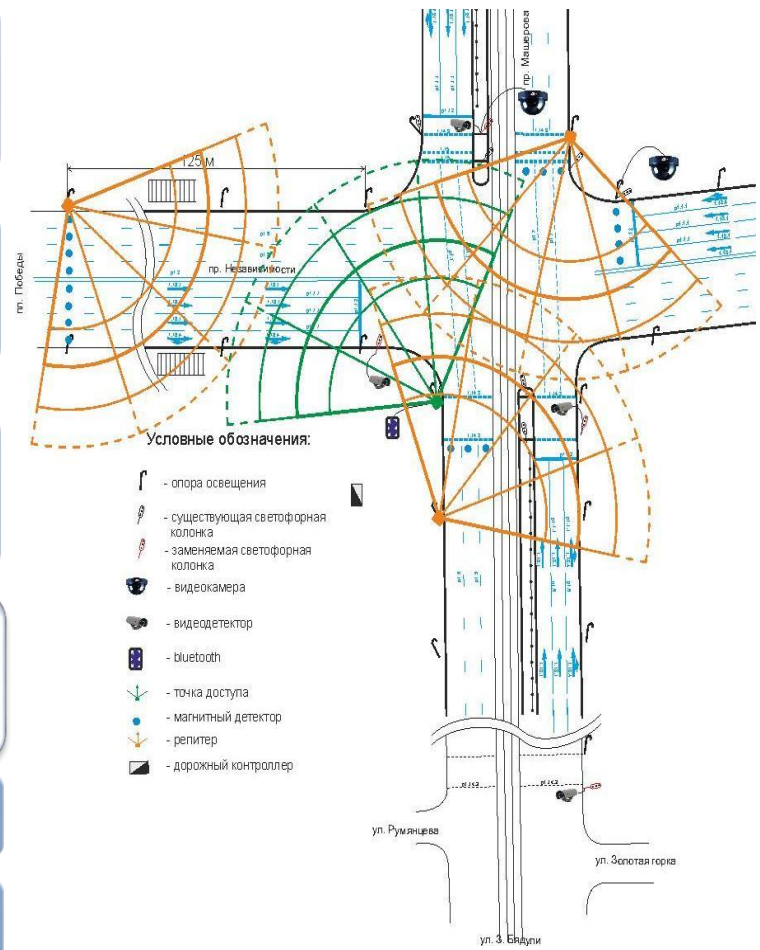 пр. Машерова
125 м
пр. Независимости
пл. Победы
Условные обозначения:
- опора освещения
- существующая светофорная
колонка
- заменяемая светофорная
колонка
- видеокамера
- видеодетектор
- bluetooth
- точка доступа
- магнитный детектор
- репитер
- дорожный контроллер
ул. Румянцева
ул. Золотая горка
ул. З. Бядули